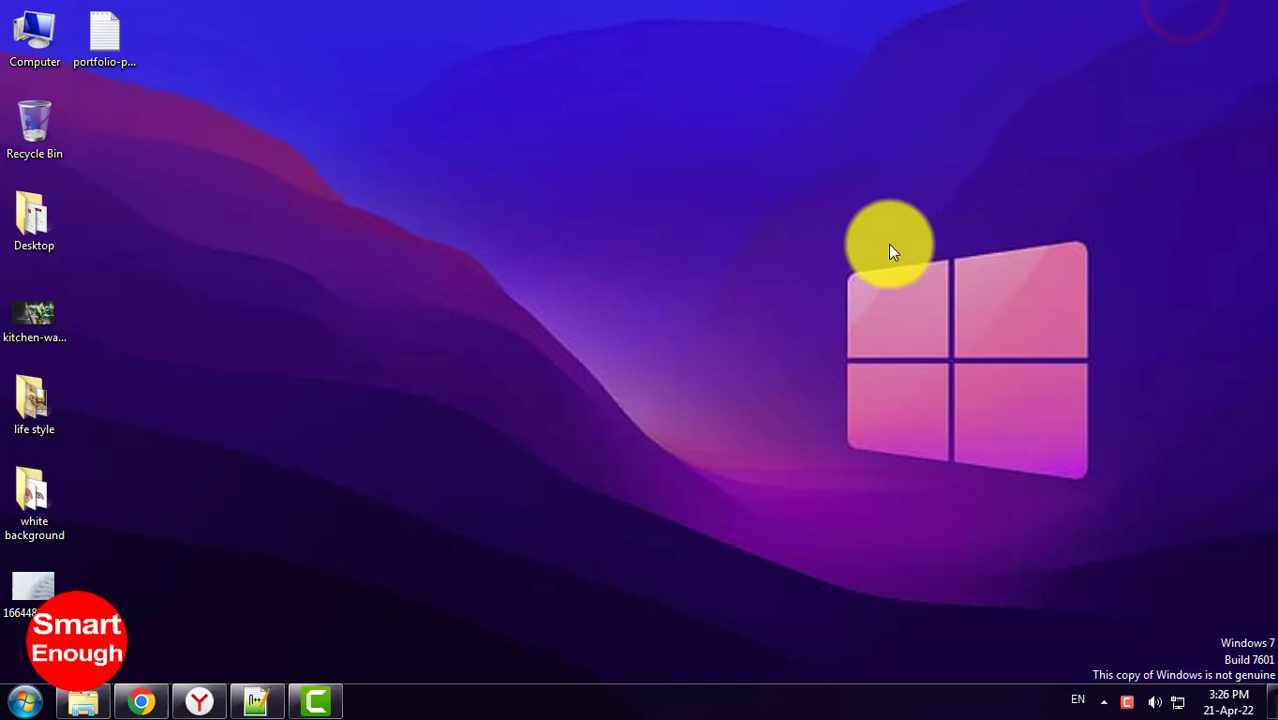 Computer
portfolio-p...
Recycle Bin
Desktop
kitchen-wa...
life style
white
background
166448
Smart
Enough
Windows 7
Build 7601
This copy of Windows is not genuine
EN
3:26 PM
21-Apr-22